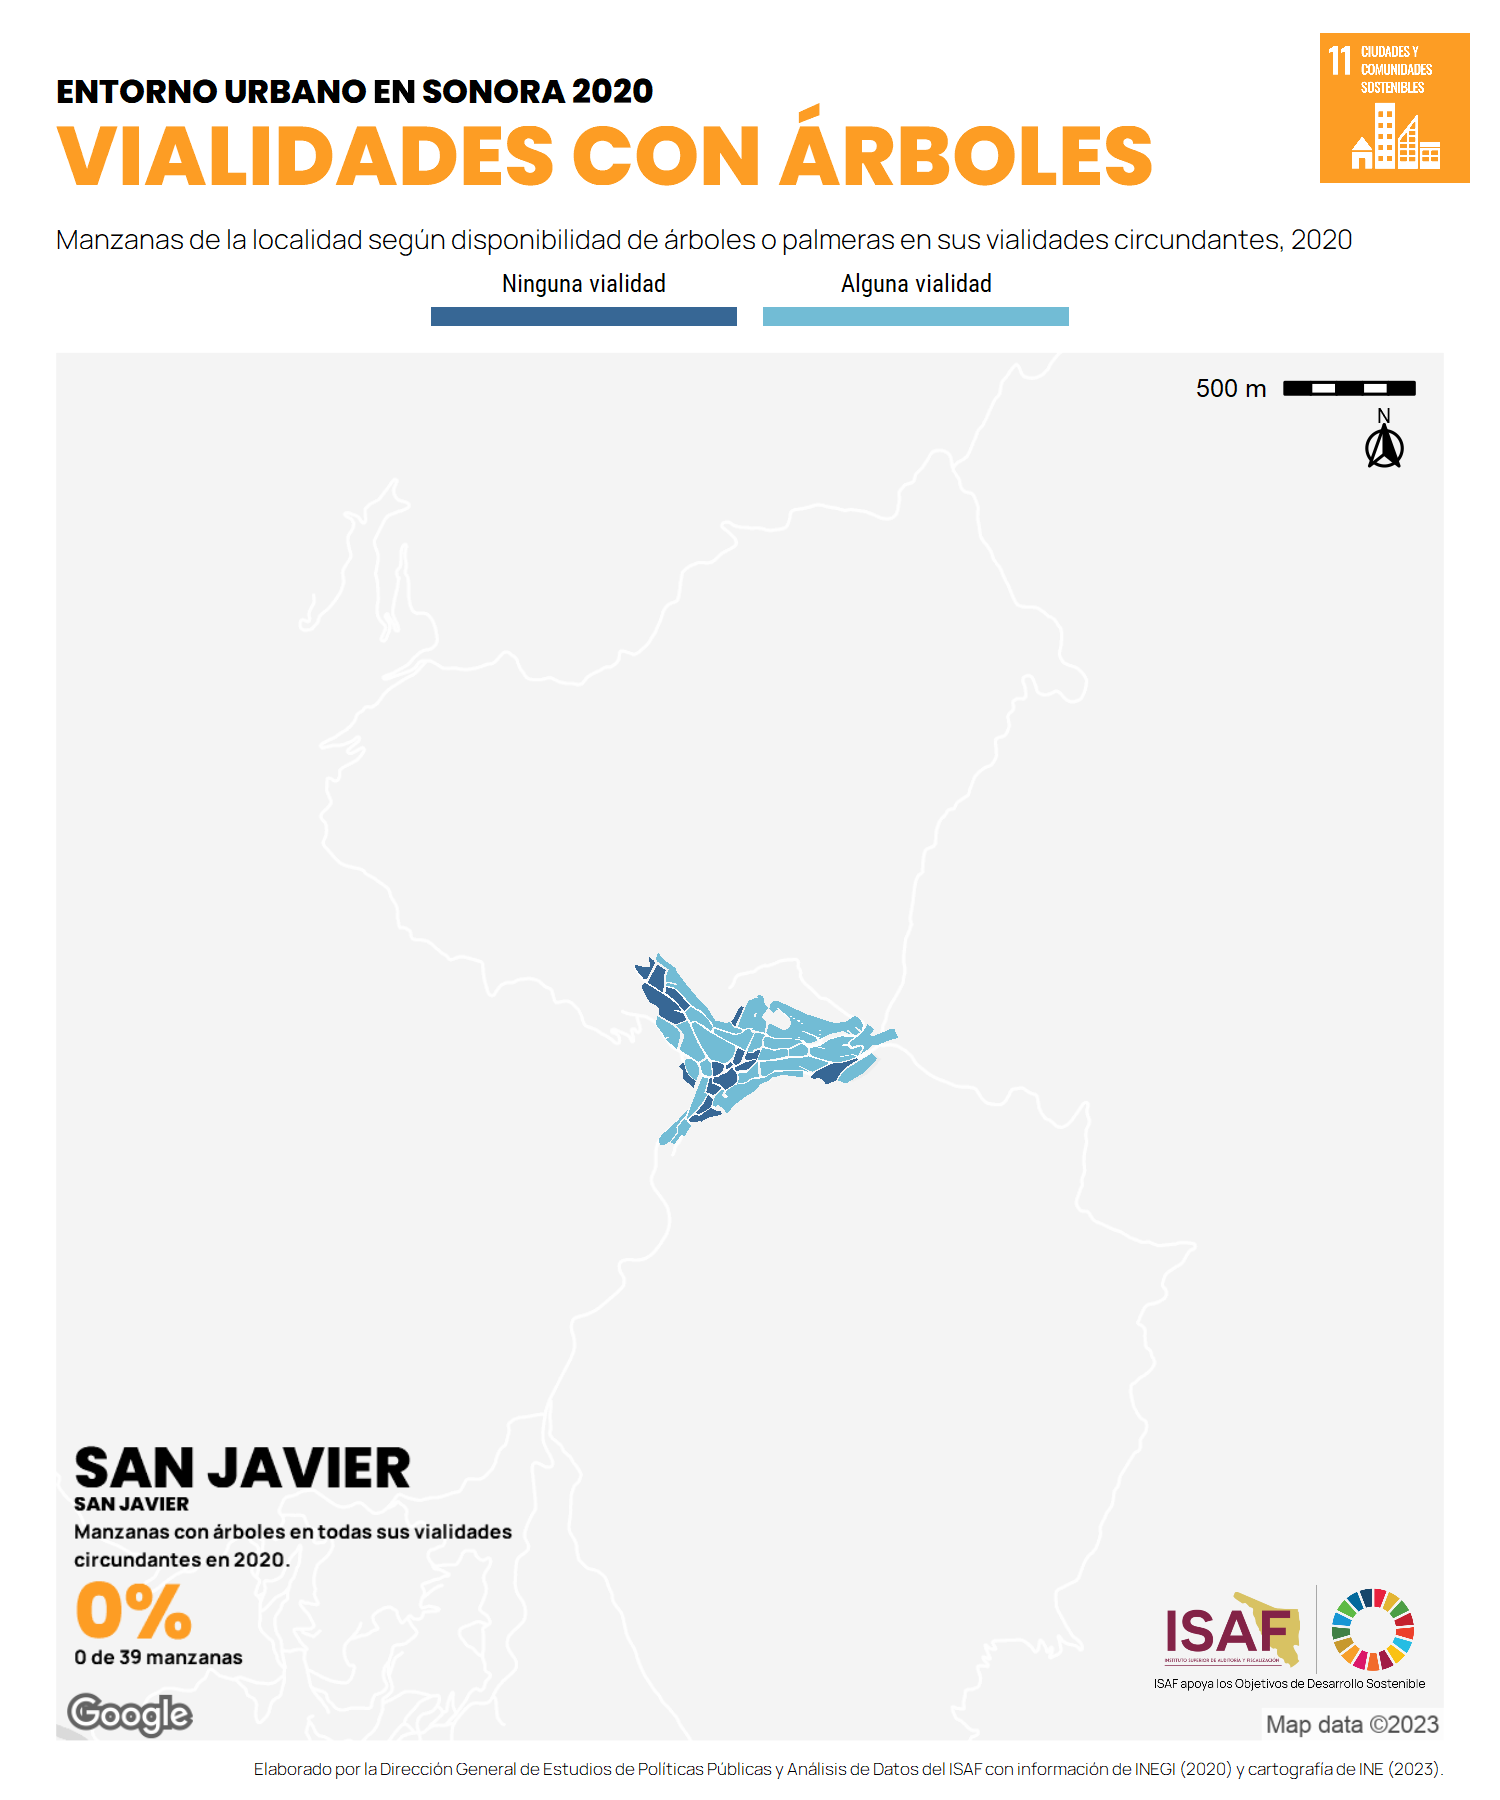 11 CIUDADES Y
COMUNIDADES
SOSTENIBLES
ENTORNO URBANO EN SONORA 2020
VIALIDADES CON ÁRBOLES
Manzanas de la localidad según disponibilidad de árboles o palmeras en sus vialidades circundantes, 2020
Ninguna vialidad
Alguna vialidad
500 m
N
SAN JAVIER
SAN JAVIER
Manzanas con árboles en todas sus vialidades
circundantes en 2020.
0%
0 de 39 manzanas
Google
ISAF
INSTITUTO SUPERIOR DE AUDITORÍA Y FISCALIZACIÓN
ISAF apoya los Objetivos de Desarrollo Sostenible
Map data ©2023
Elaborado por la Dirección General de Estudios de Políticas Públicas y Análisis de Datos del ISAF con información de INEGI (2020) y cartografía de INE (2023).